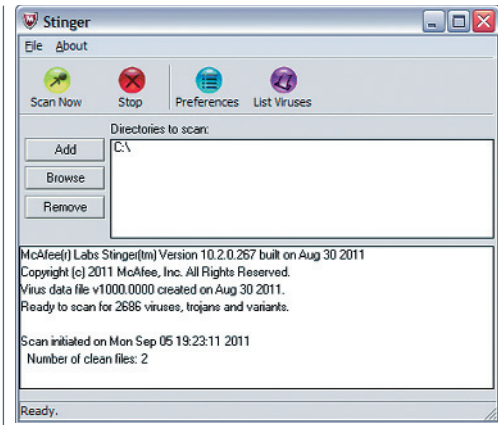 Stinger
File About
Scan Now Stop Preferences List Viruses
Directories to scan:
Add
Browse
Remove
C:\
McAfee(r) Labs Stinger(tm) Version 10.2.0.267 built on Aug 30 2011
Copyright (c) 2011 McAfee, Inc. All Rights Reserved.
Virus data file v1000.0000 created on Aug 30 2011.
Ready to scan for 2686 viruses, trojans and variants.
Scan initiated on Mon Sep 05 19:23:11 2011
Number of clean files: 2
Ready.